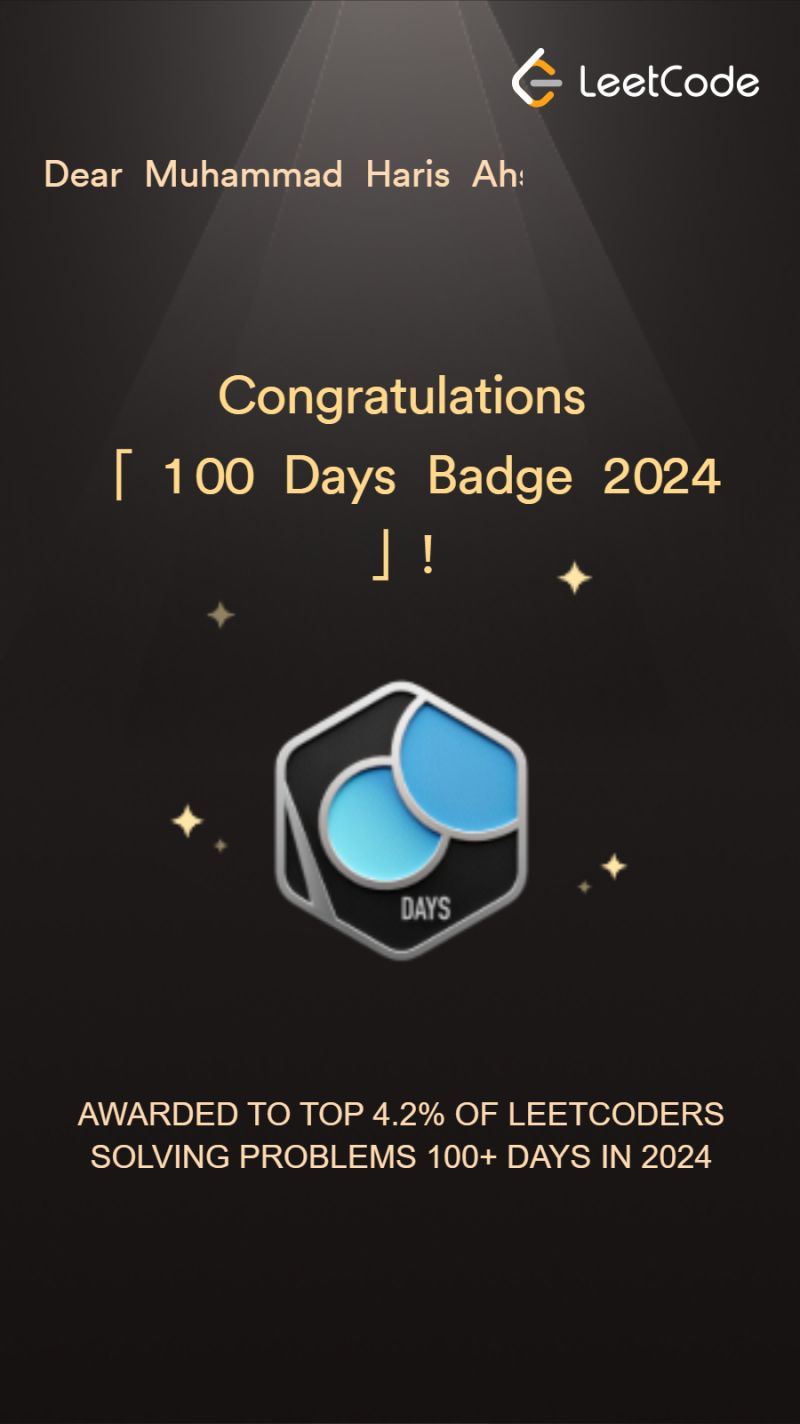 LeetCode
Dear Muhammad Haris
Congratulations
「 100 Days Badge 2024
」!
DAYS
AWARDED TO TOP 4.2% OF LEETCODERS
SOLVING PROBLEMS 100+ DAYS IN 2024